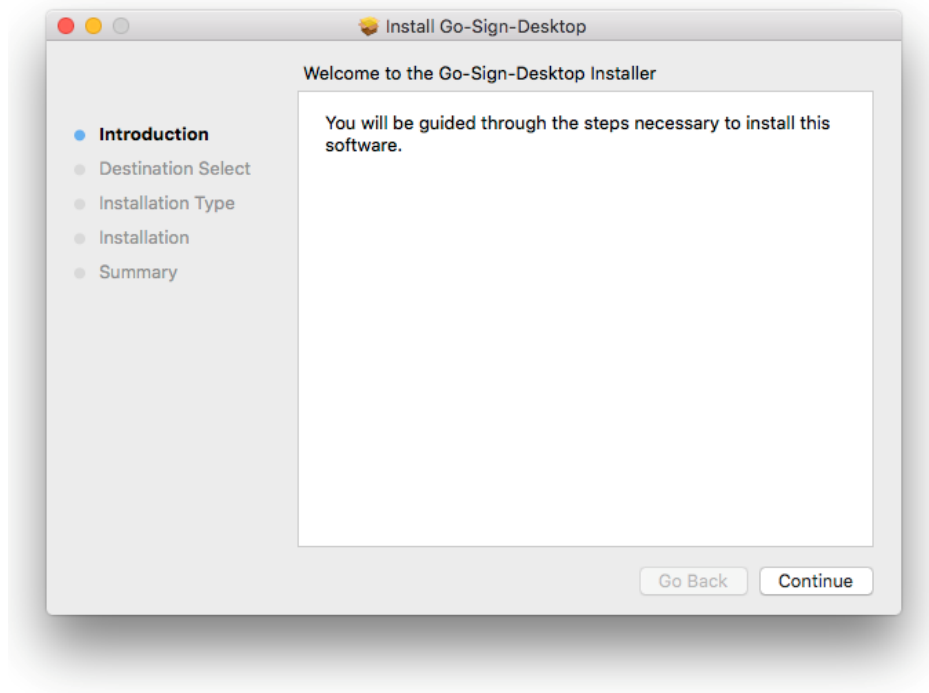 Install Go-Sign-Desktop
Welcome to the Go-Sign-Desktop Installer
Introduction
Destination Select
Installation Type
Installation
Summary
You will be guided through the steps necessary to install this
software.
Go Back
Continue